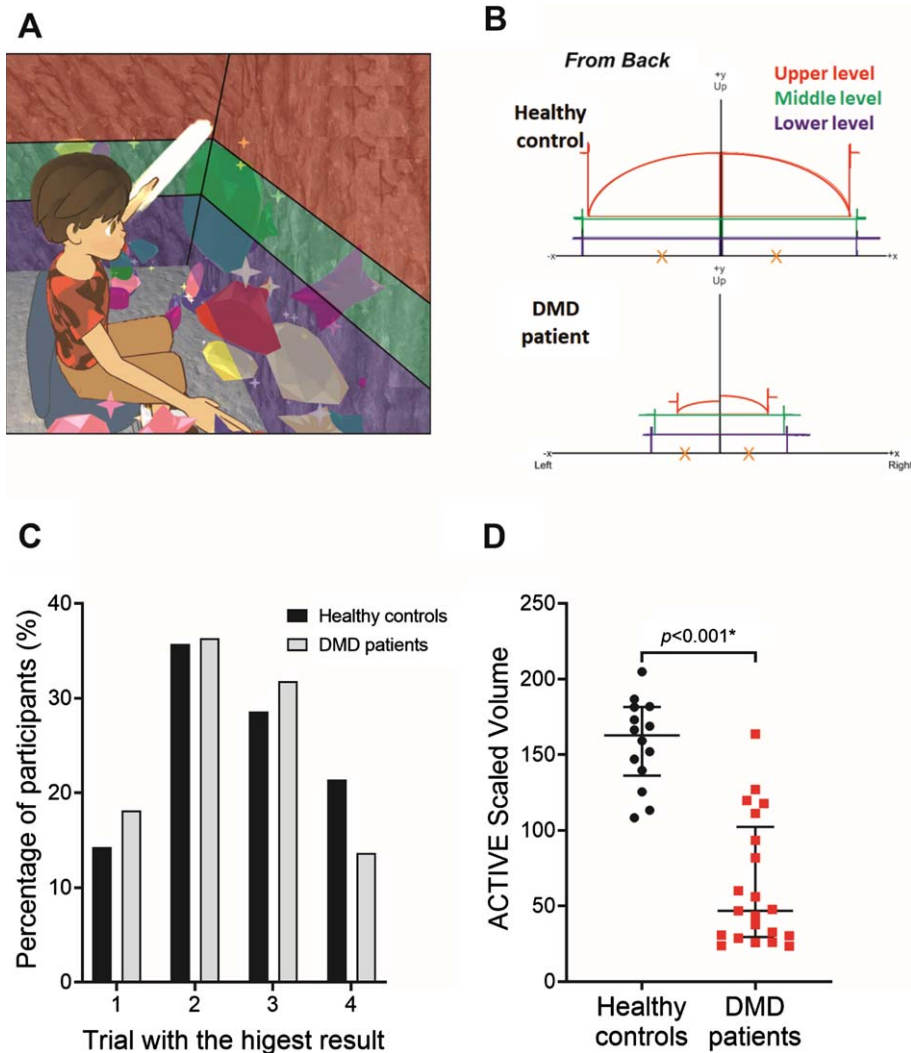 A
B
From Back
+y
Up
Upper level
Middle level
Lower level
Healthy
control
-x
+x
+y
Up
DMD
patient
-x
Left
+x
Right
C
Percentage of participants (%)
40
30
20
10
0
Healthy controls
DMD patients
1 2 3 4
Trial with the higest result
D
ACTIVE Scaled Volume
250
200
150
100
50
0
p<0.001*
Healthy
controls
DMD
patients